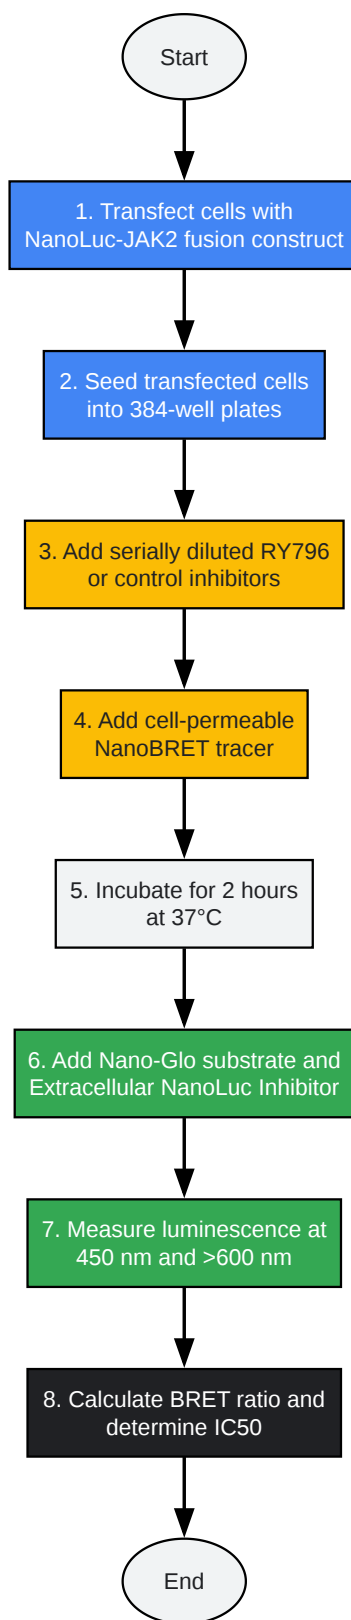 Start
1. Transfect cells with
NanoLuc-JAK2 fusion construct
2. Seed transfected cells
into 384-well plates
3. Add serially diluted RY796
or control inhibitors
4. Add cell-permeable
NanoBRET tracer
5. Incubate for 2 hours
at 37°C
6. Add Nano-Glo substrate and
Extracellular NanoLuc Inhibitor
7. Measure luminescence at
450 nm and >600 nm
8. Calculate BRET ratio and
determine IC50
End